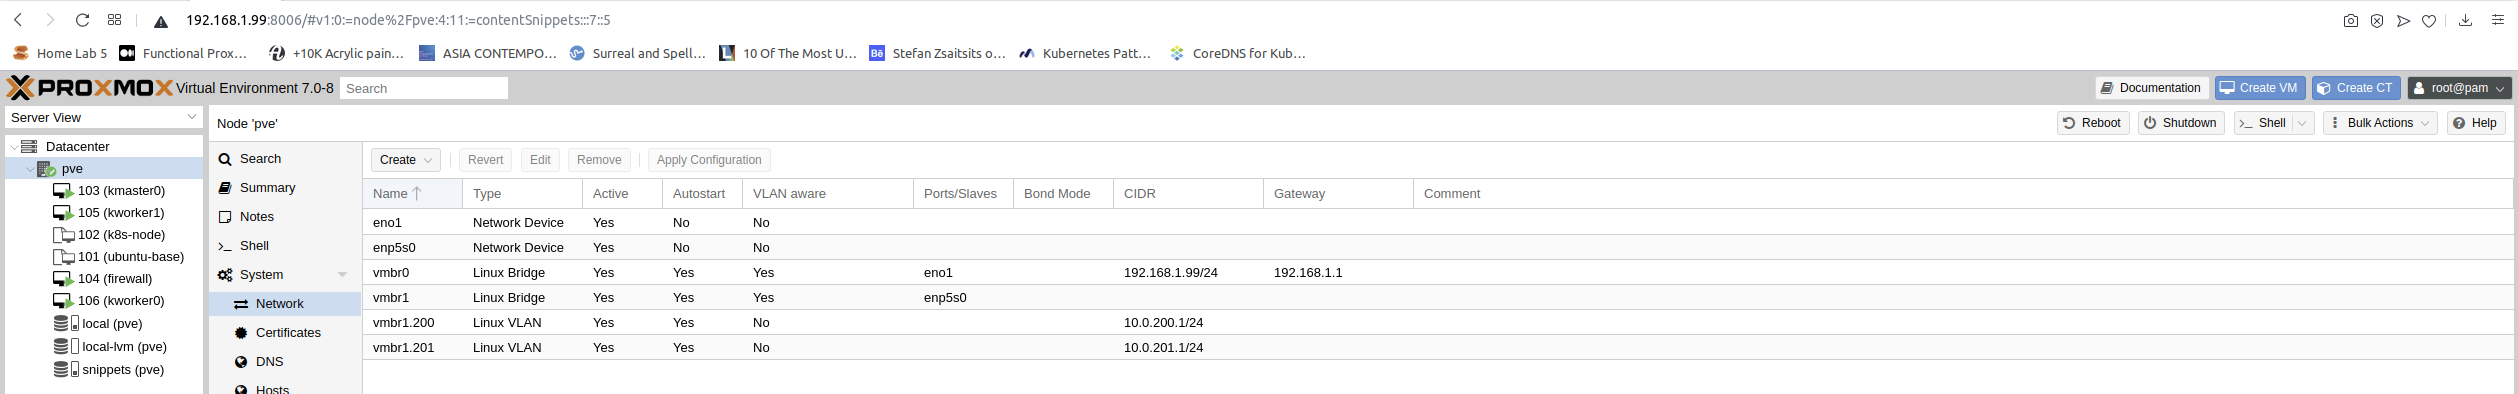 192.168.1.99:8006/#v1:0:=node%2Fpve:4:11:=contentSnippets:::7::5
Home Lab 5 Functional Prox... +10K Acrylic pain... ASIA CONTEMPO... Surreal and Spell... 10 Of The Most U... Bē Stefan Zsaitsits o... Kubernetes Patt... CoreDNS for Kub...
PROXMOX Virtual Environment 7.0-8 Search Documentation Create VM Create CT root@pam
Server View
Node 'pve' Reboot Shutdown Shell Bulk Actions Help
Datacenter
pve
103 (kmaster0)
105 (kworker1)
102 (k8s-node)
101 (ubuntu-base)
104 (firewall)
106 (kworker0)
local (pve)
local-lvm (pve)
snippets (pve)
Search
Summary
Notes
Shell
System
Network
Certificates
DNS
Hosts
Create Revert Edit Remove Apply Configuration
Name Type Active Autostart VLAN aware Ports/Slaves Bond Mode CIDR Gateway Comment
eno1 Network Device Yes No No
enp5s0 Network Device Yes No No
vmbr0 Linux Bridge Yes Yes Yes eno1 192.168.1.99/24 192.168.1.1
vmbr1 Linux Bridge Yes Yes Yes enp5s0
vmbr1.200 Linux VLAN Yes Yes No 10.0.200.1/24
vmbr1.201 Linux VLAN Yes Yes No 10.0.201.1/24